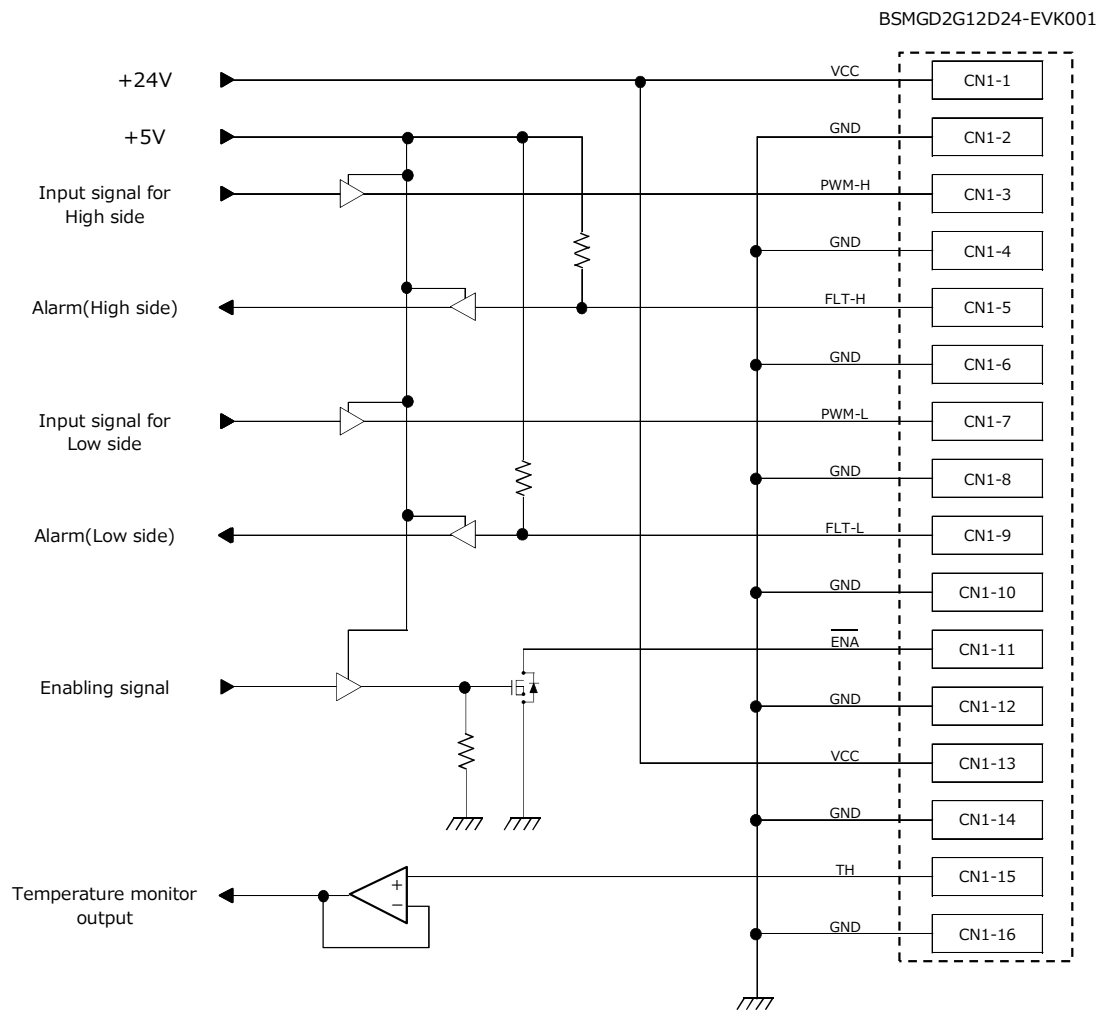 BSMGD2G12D24-EVK001
+24V
VCC
CN1-1
+5V
GND
CN1-2
Input signal for
High side
PWM-H
CN1-3
GND
CN1-4
Alarm(High side)
FLT-H
CN1-5
GND
CN1-6
Input signal for
Low side
PWM-L
CN1-7
GND
CN1-8
Alarm(Low side)
FLT-L
CN1-9
GND
CN1-10
ENA
CN1-11
Enabling signal
GND
CN1-12
VCC
CN1-13
GND
CN1-14
Temperature monitor
output
+
−
TH
CN1-15
GND
CN1-16